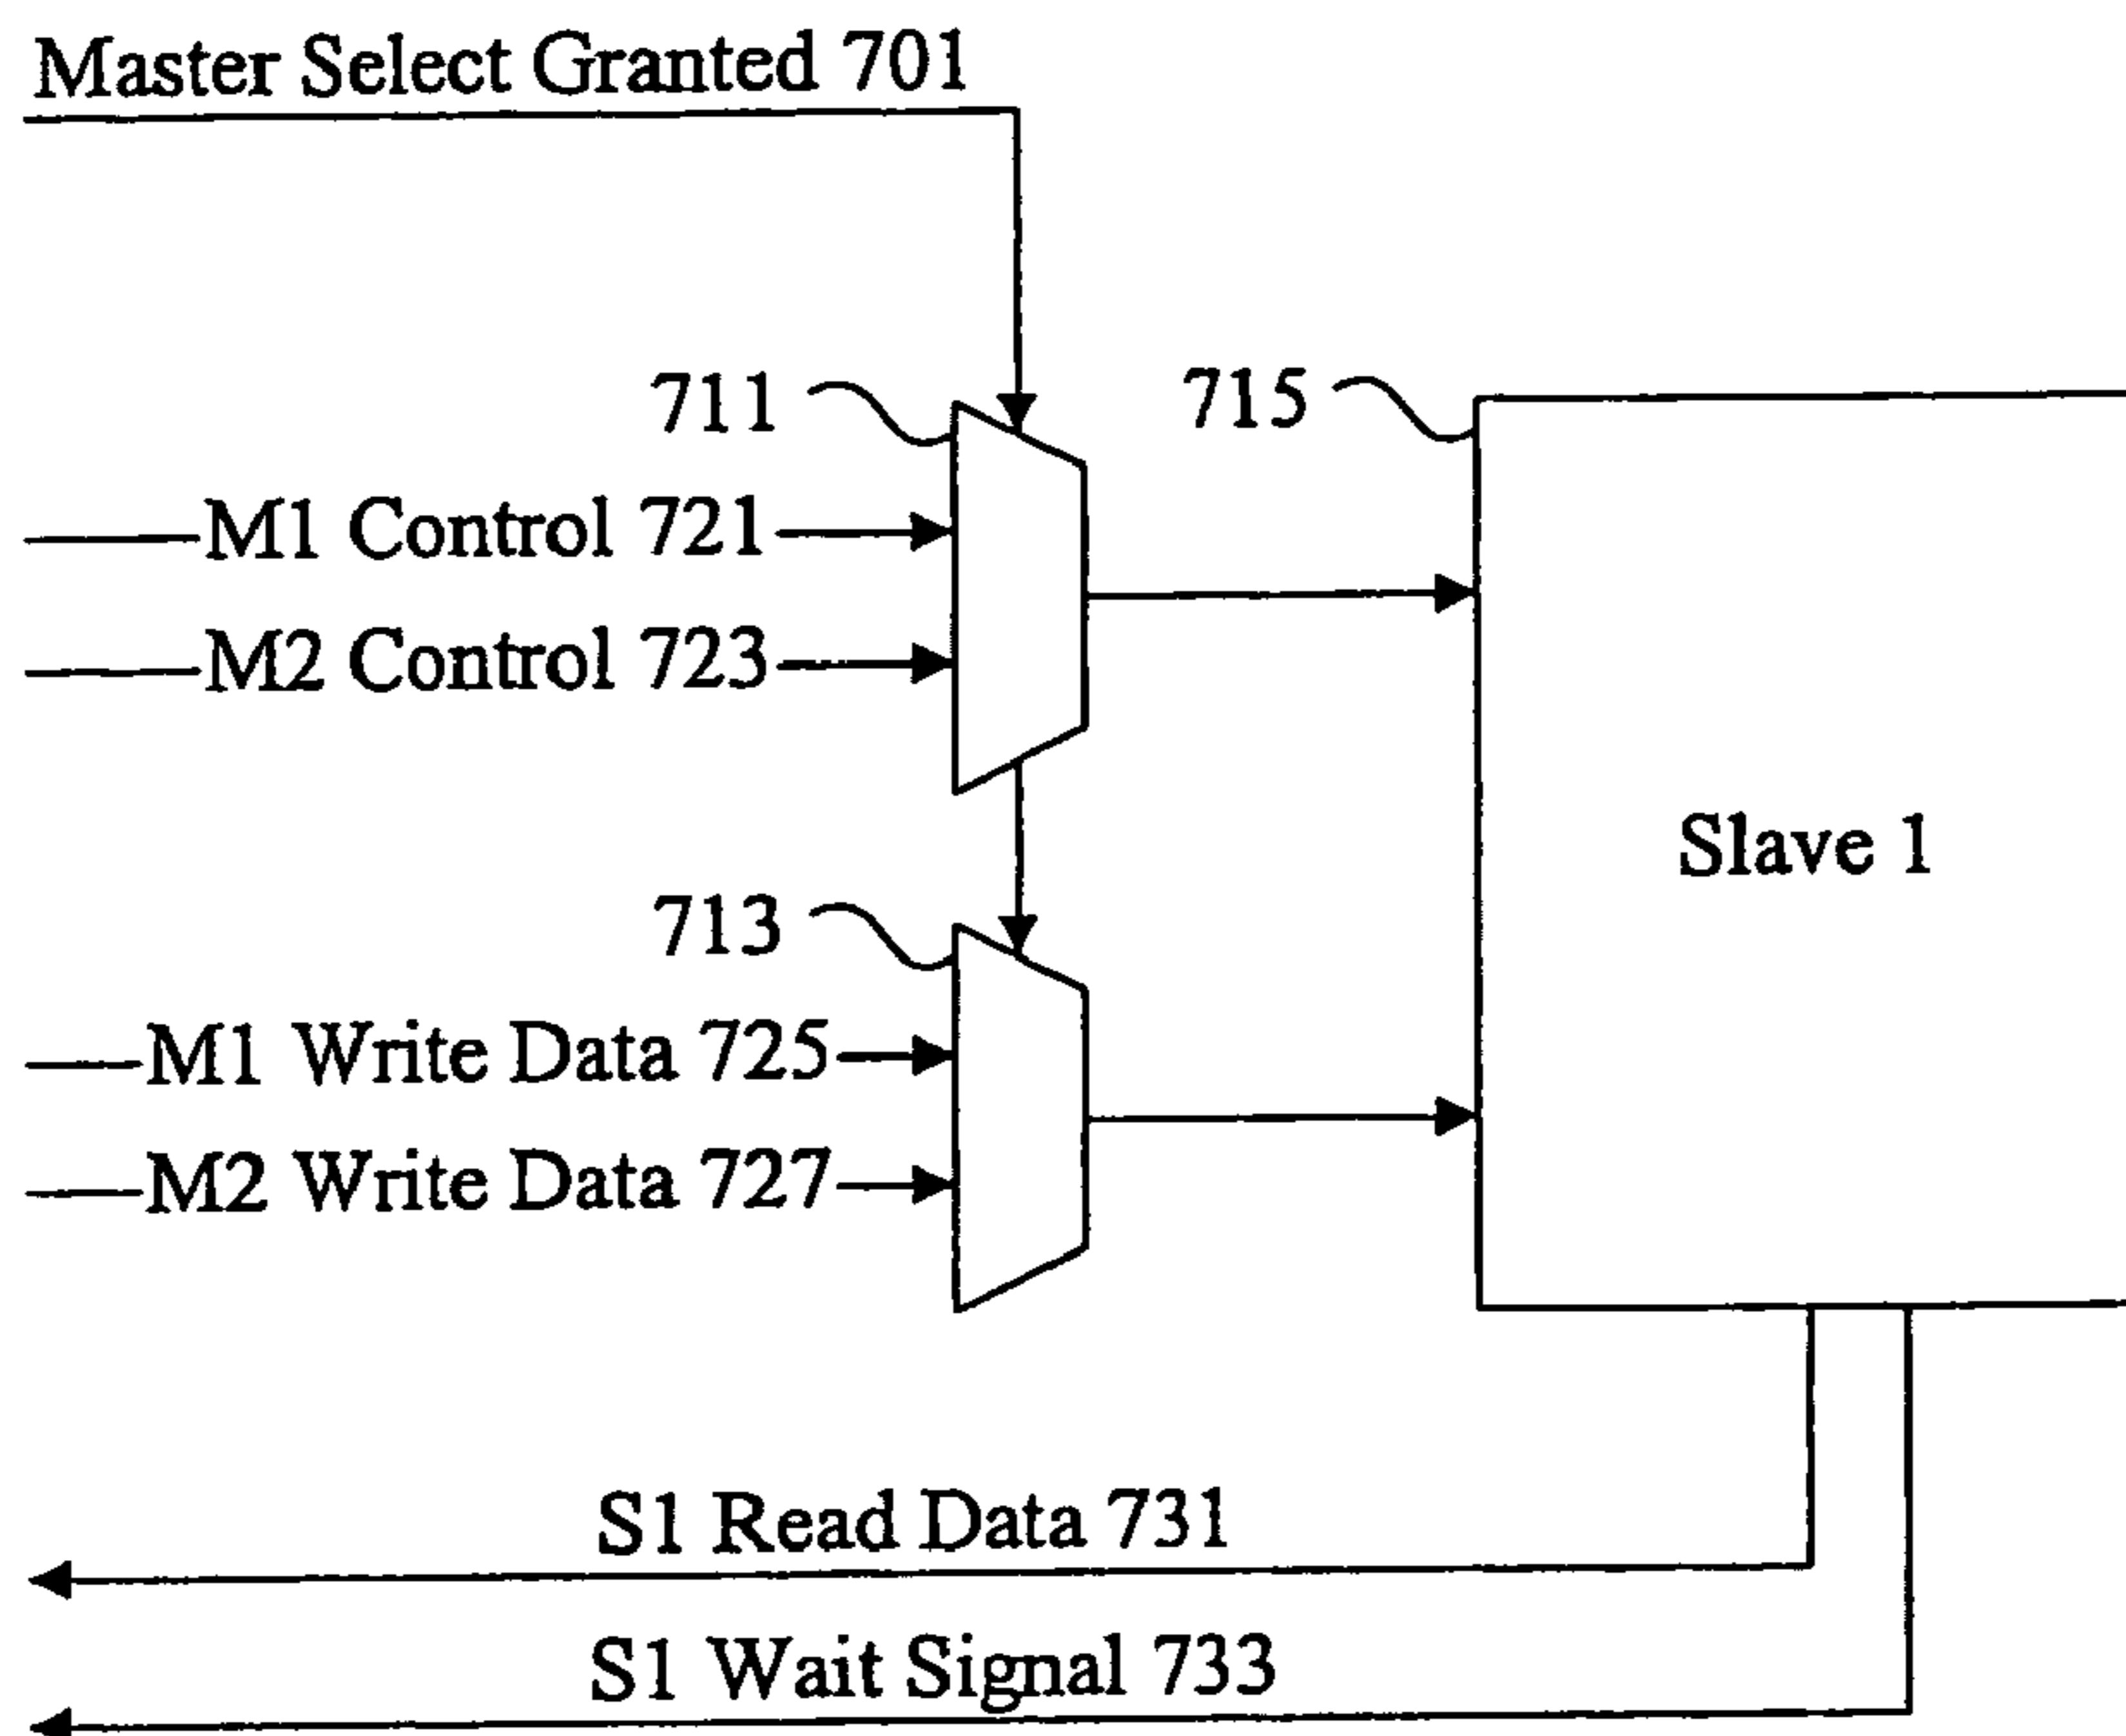 Master Select Granted 701
711
715
M1 Control 721
M2 Control 723
Slave 1
713
M1 Write Data 725
M2 Write Data 727
S1 Read Data 731
S1 Wait Signal 733